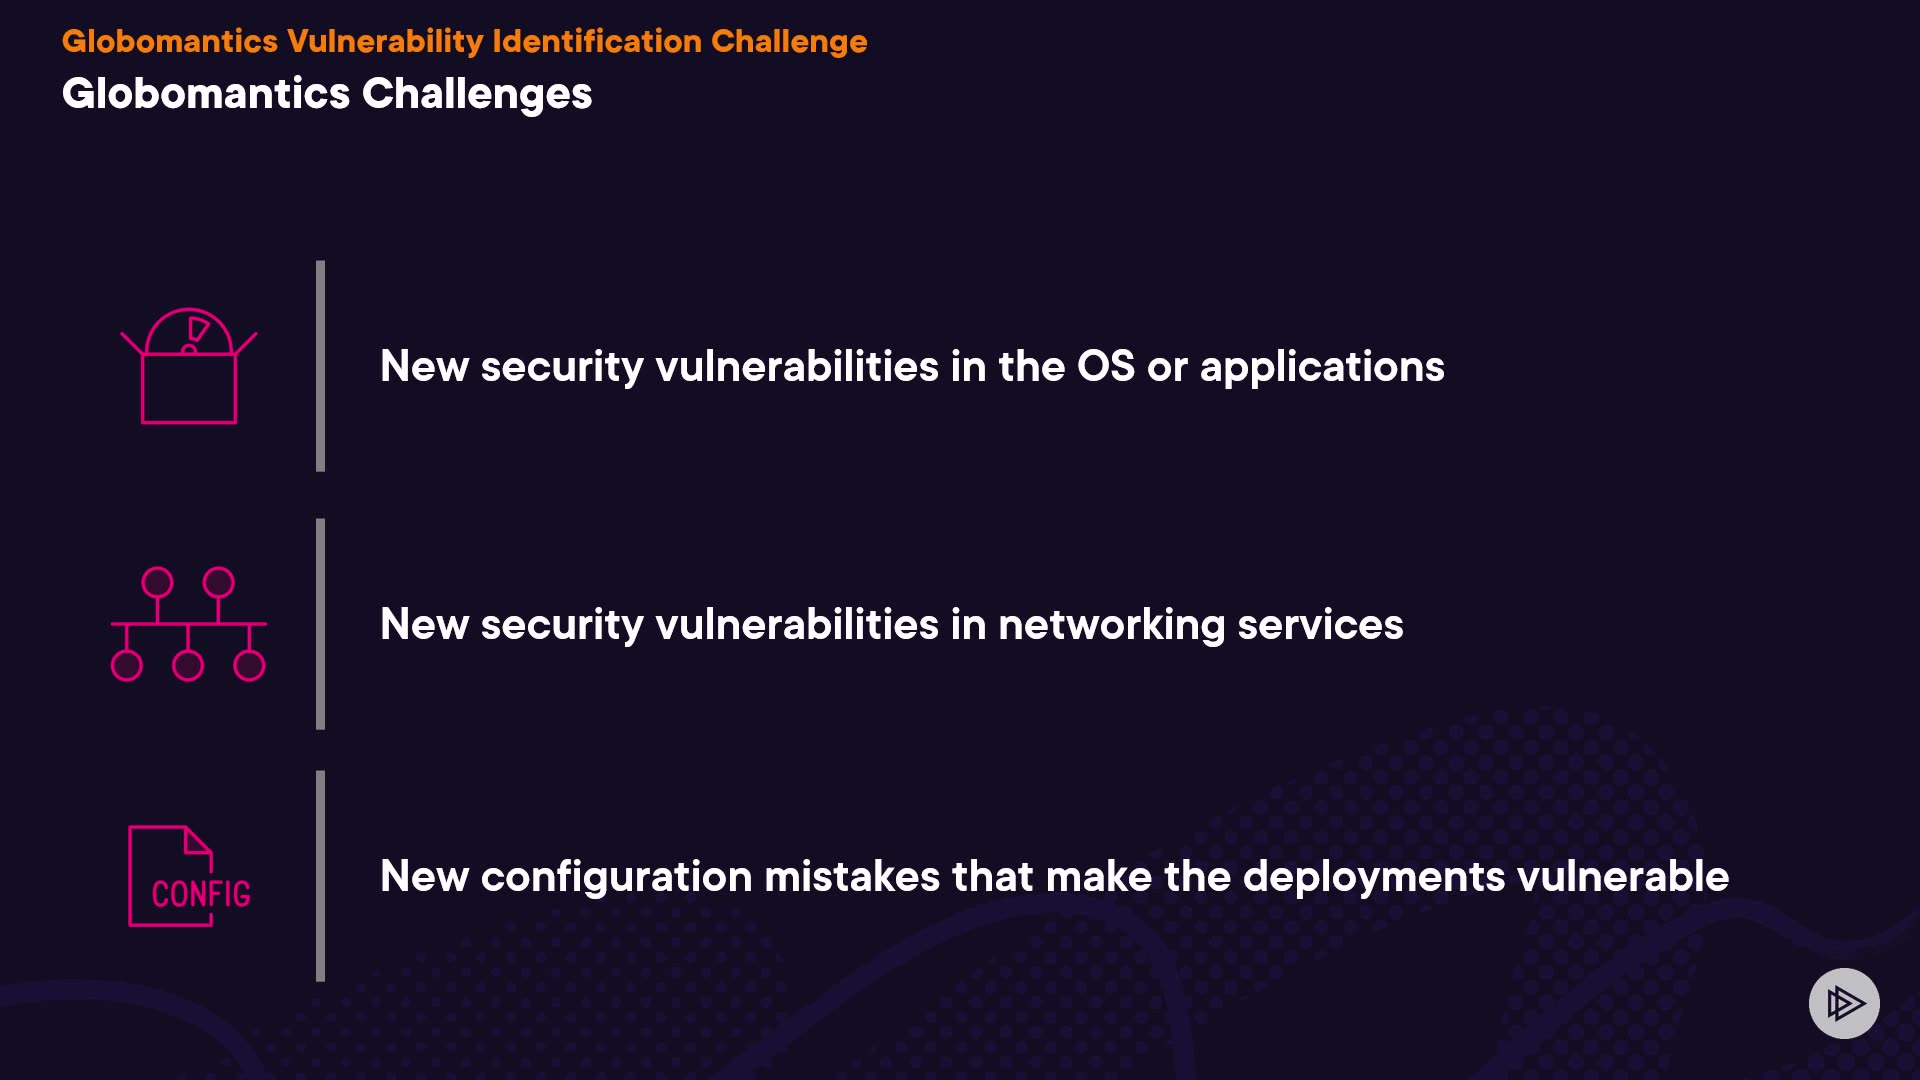 Globomantics Vulnerability Identification Challenge
Globomantics Challenges
New security vulnerabilities in the OS or applications
New security vulnerabilities in networking services
CONFIG
New configuration mistakes that make the deployments vulnerable